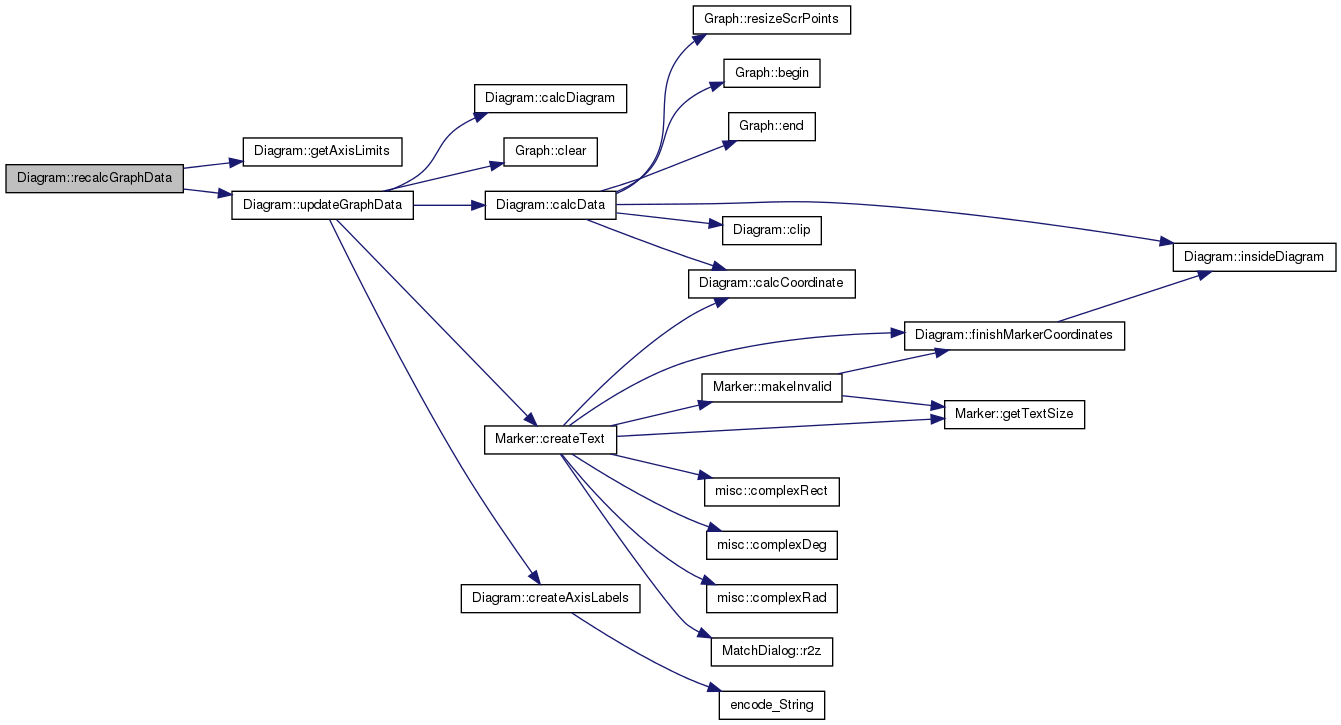 Graph::resizeScrPoints
Graph::begin
Diagram::calcDiagram
Graph::end
Diagram::getAxisLimits
Graph::clear
Diagram::recalcGraphData
Diagram::updateGraphData
Diagram::calcData
Diagram::clip
Diagram::insideDiagram
Diagram::calcCoordinate
Diagram::finishMarkerCoordinates
Marker::makeInvalid
Marker::getTextSize
Marker::createText
misc::complexRect
misc::complexDeg
misc::complexRad
Diagram::createAxisLabels
MatchDialog::r2z
encode_String